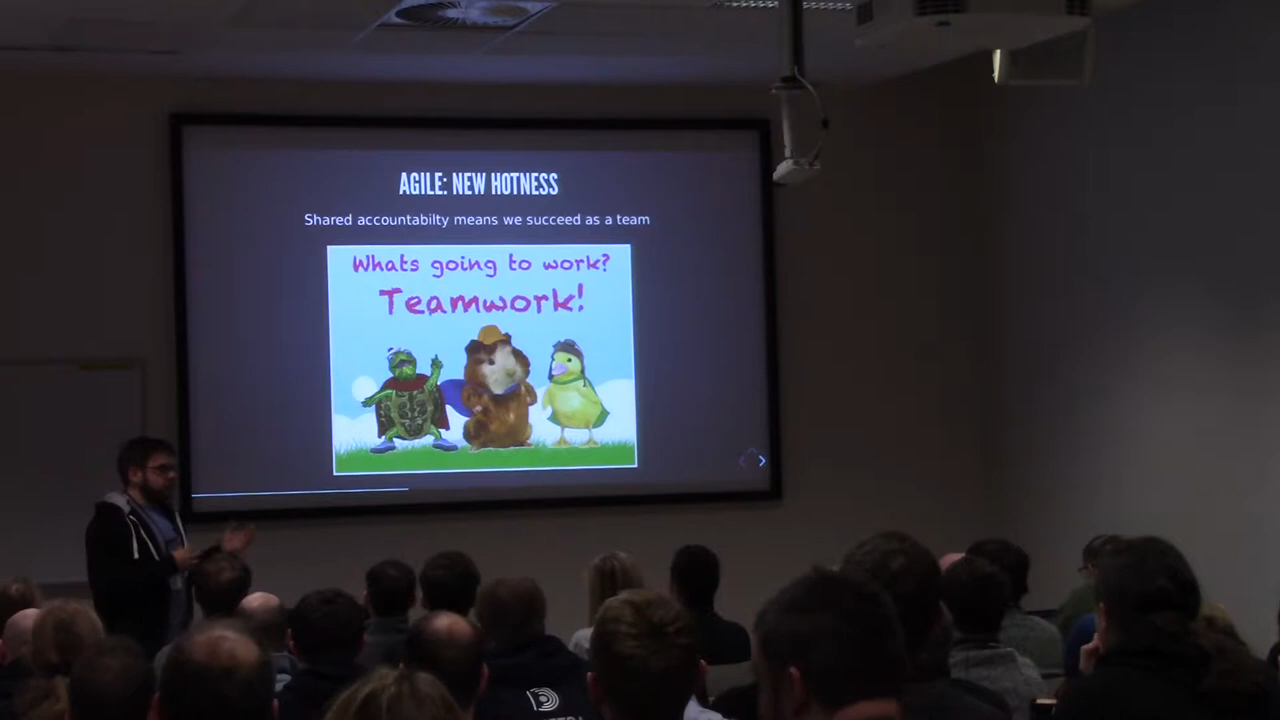 AGILE: NEW HOTNESS
Shared accountabilty means we succeed as a team
Whats going to work?
Teamwork!